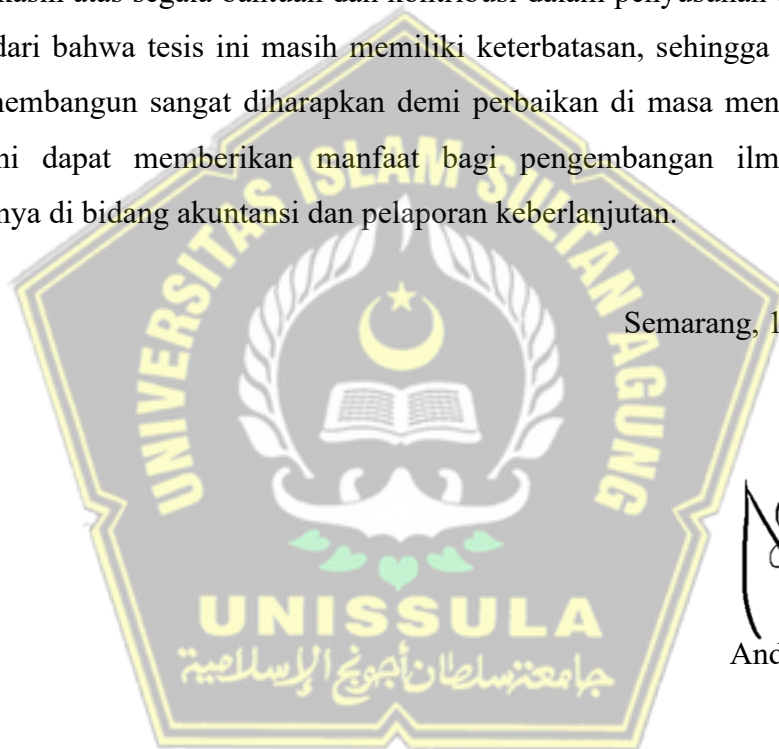 asih atas segala bantuan dan kontribusi dalam penyusunan
dari bahwa tesis ini masih memiliki keterbatasan, sehingga
membangun sangat diharapkan demi perbaikan di masa men
ni dapat memberikan manfaat bagi pengembangan ilm
nya di bidang akuntansi dan pelaporan keberlanjutan.
UNIVERSITAS ISLAM SULTAN AGUNG
Semarang, 1
UNISSULA
جامعة سلطان أجونج الإسلامية
And